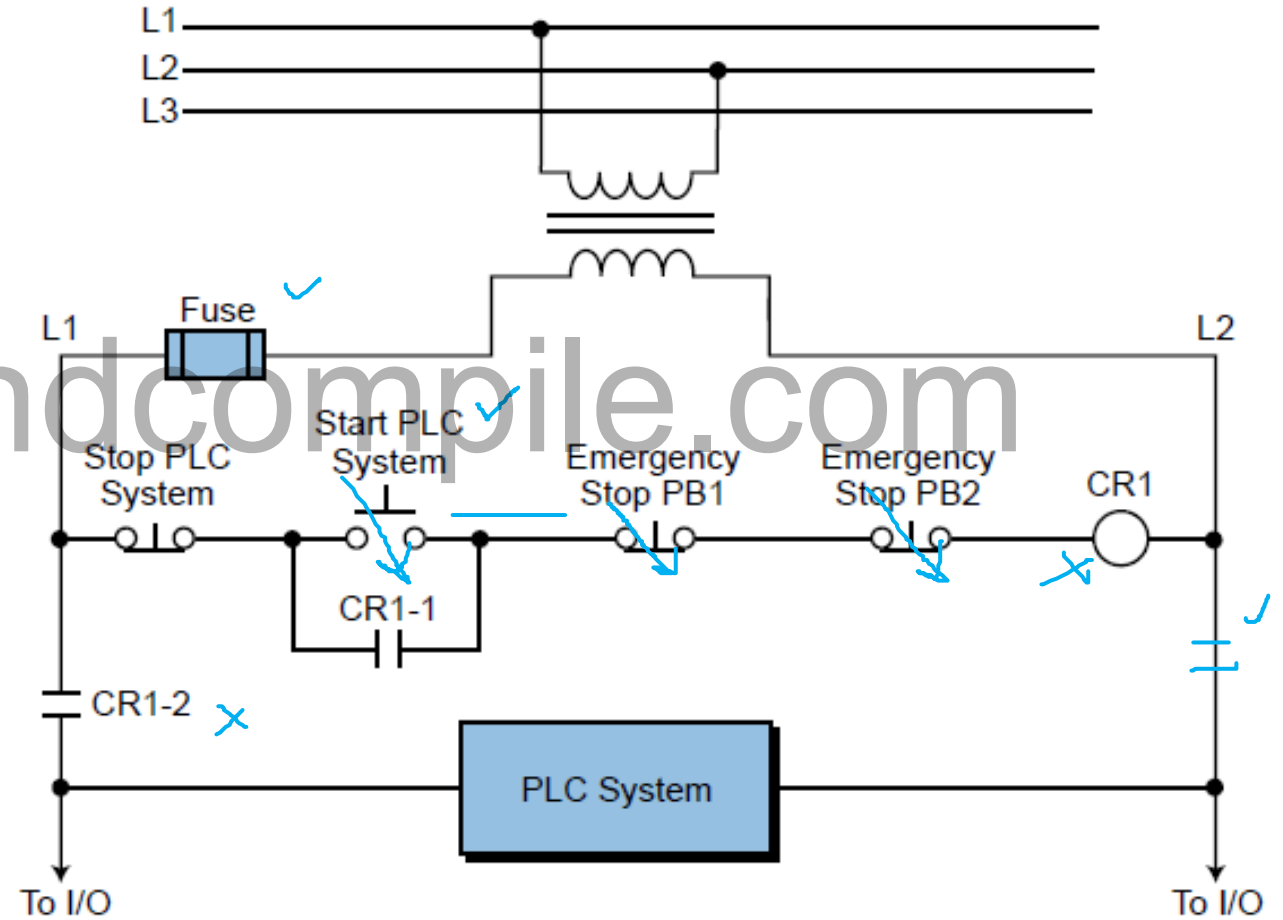 L1
L2
L3
Fuse
L1
L2
ndcompile.com
Start PLC
System
Stop PLC
System
Emergency
Stop PB1
Emergency
Stop PB2
CR1
CR1-1
CR1-2
PLC System
To I/O
To I/O